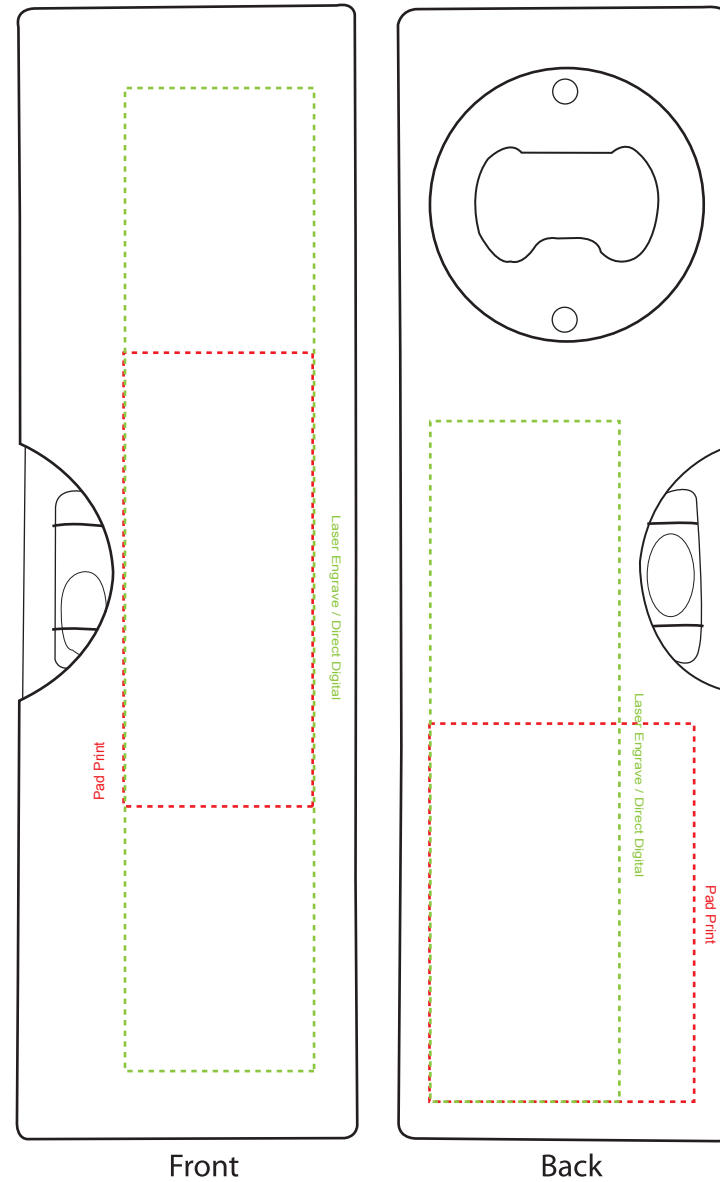 Laser Engrave / Direct Digital
Pad Print
Laser Engrave / Direct Digital
Pad Print
Front
Back